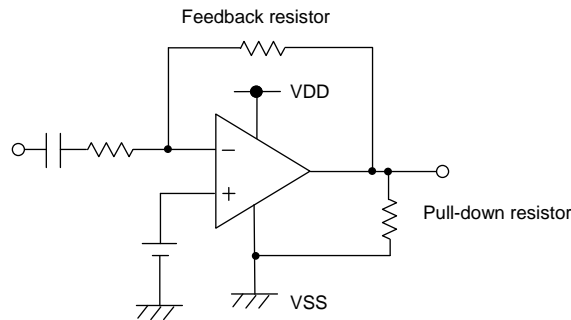 Feedback resistor
VDD
−
+
Pull-down resistor
VSS